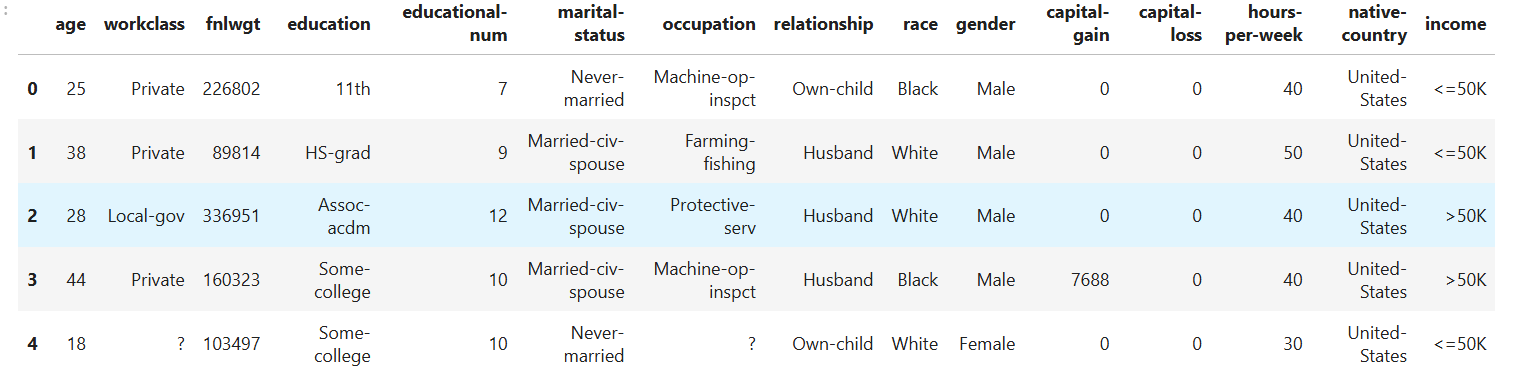 :
age workclass fnlwgt education educational-num marital-status occupation relationship race gender capital-gain capital-loss hours-per-week native-country income
0 25 Private 226802 11th 7 Never-married Machine-op-inspct Own-child Black Male 0 0 40 United-States <=50K
1 38 Private 89814 HS-grad 9 Married-civ-spouse Farming-fishing Husband White Male 0 0 50 United-States <=50K
2 28 Local-gov 336951 Assoc-acdm 12 Married-civ-spouse Protective-serv Husband White Male 0 0 40 United-States >50K
3 44 Private 160323 Some-college 10 Married-civ-spouse Machine-op-inspct Husband Black Male 7688 0 40 United-States >50K
4 18 ? 103497 Some-college 10 Never-married ? Own-child White Female 0 0 30 United-States <=50K